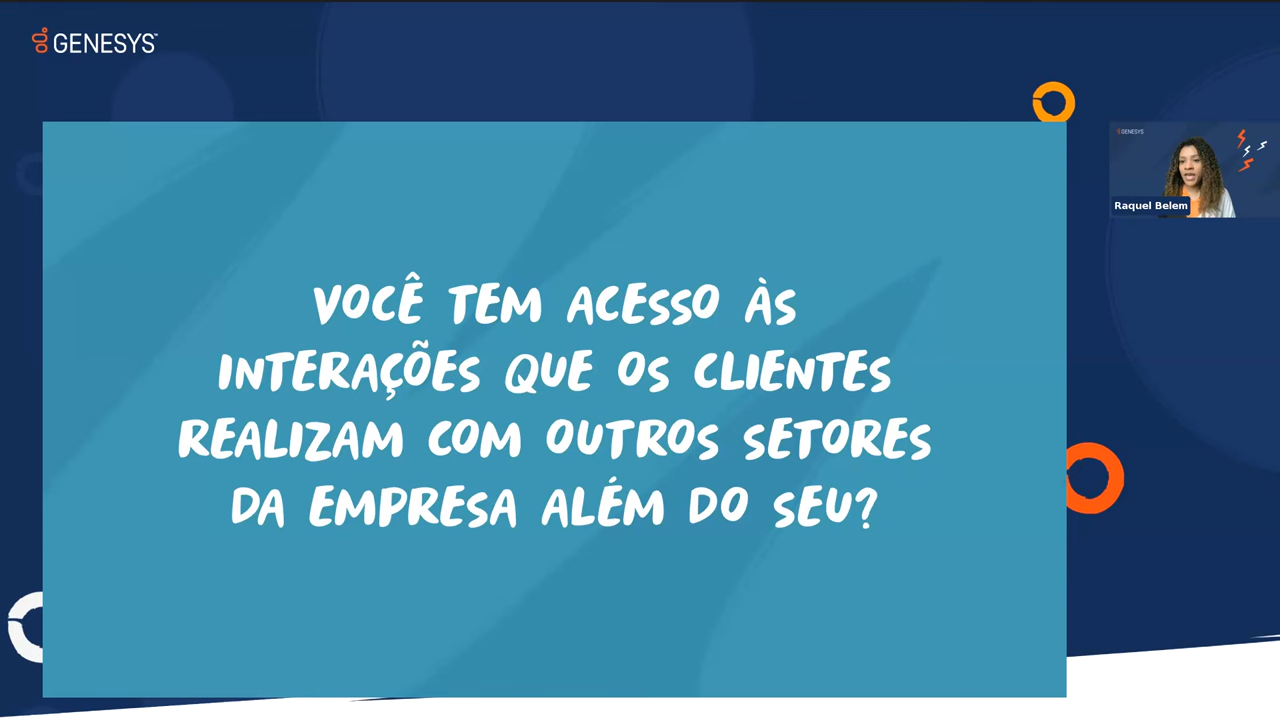 GENESYS™
VOCÊ TEM ACESSO ÀS
INTERAÇÕES QUE OS CLIENTES
REALIZAM COM OUTROS SETORES
DA EMPRESA ALÉM DO SEU?
GENESYS
Raquel Belem